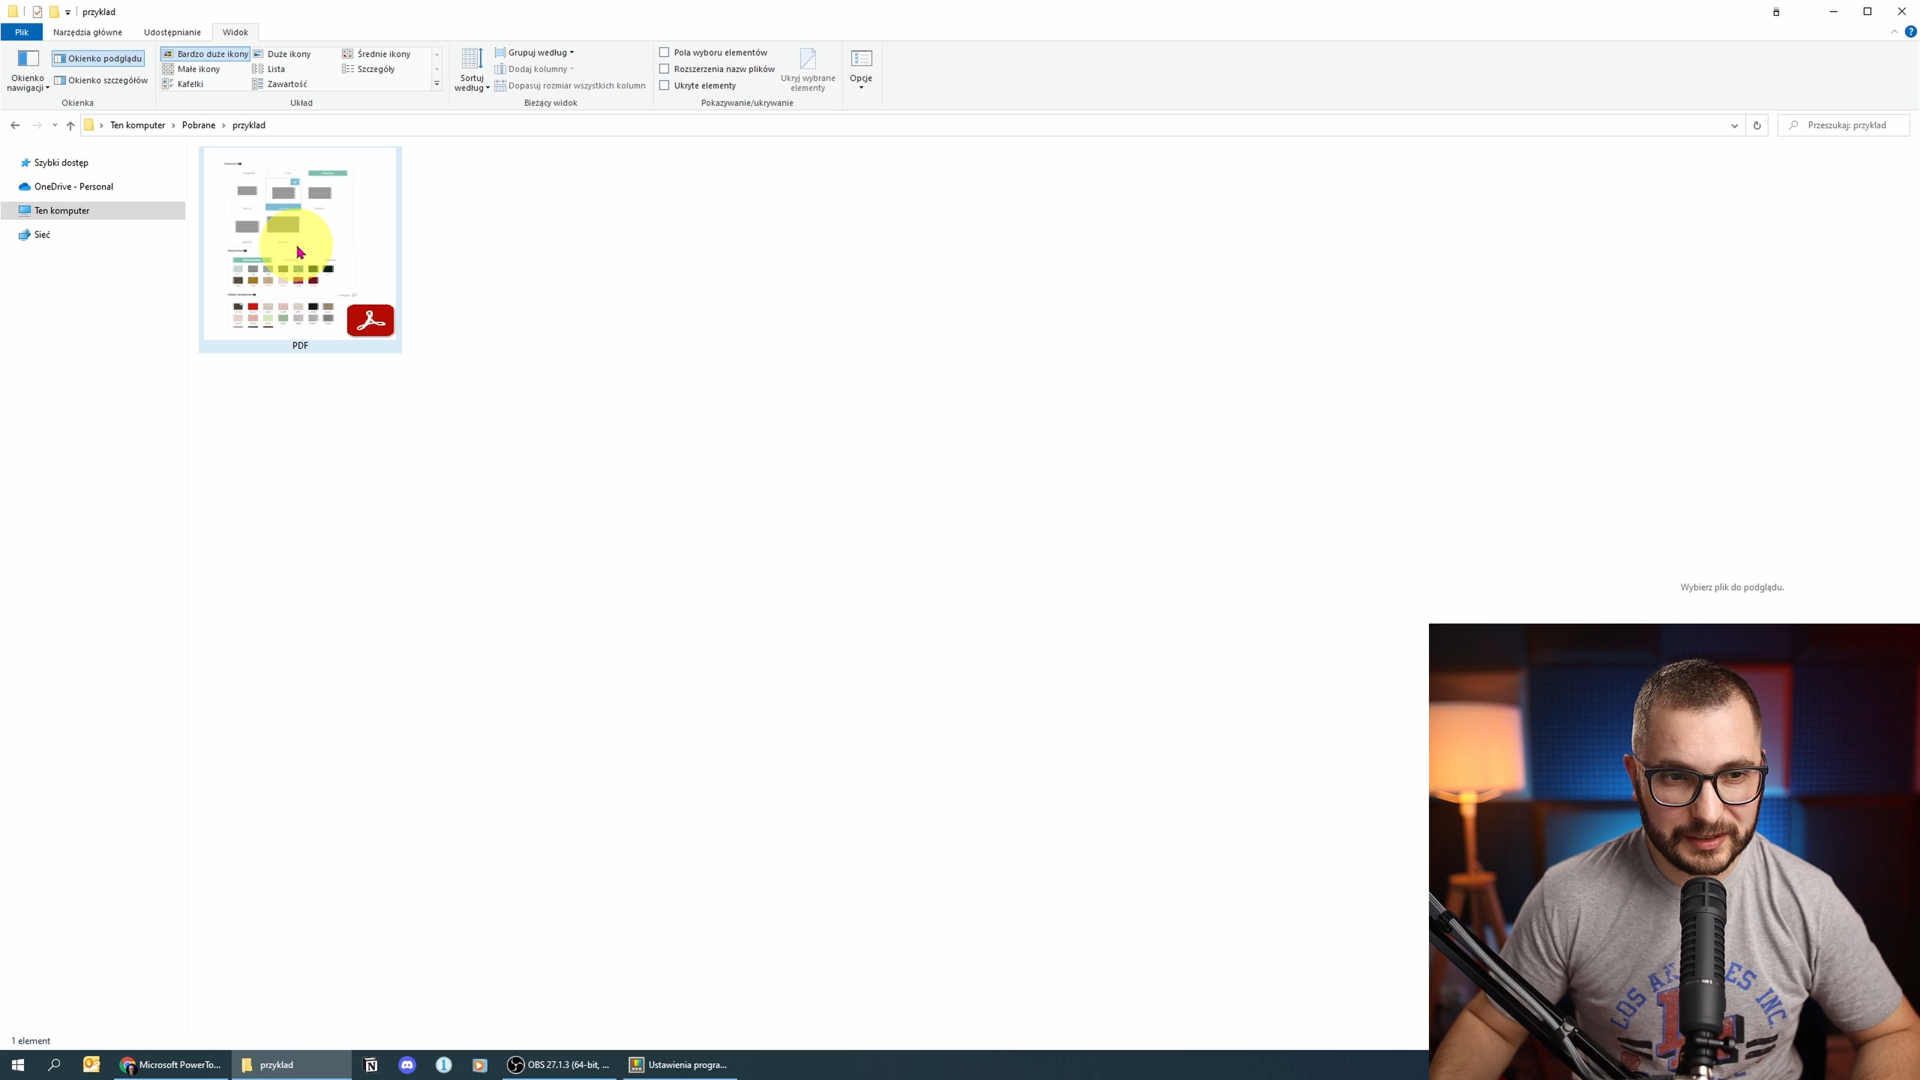 przyklad
Plik
Narzędzia główne
Udostępnianie
Widok
Okienko nawigacji
Okienko podglądu
Okienko szczegółów
Okienka
Bardzo duże ikony
Duże ikony
Średnie ikony
Małe ikony
Lista
Szczegóły
Kafelki
Zawartość
Układ
Sortuj według
Grupuj według
Dodaj kolumny
Dopasuj rozmiar wszystkich kolumn
Bieżący widok
Pola wyboru elementów
Rozszerzenia nazw plików
Ukryte elementy
Ukryj wybrane elementy
Pokazywanie/ukrywanie
Opcje
Ten komputer > Pobrane > przyklad
Przeszukaj: przyklad
Szybki dostęp
OneDrive - Personal
Ten komputer
Sieć
PDF
Wybierz plik do podglądu.
LOS ANGELES INC.
1 element
Microsoft PowerTo...
przyklad
OBS 27.1.3 (64-bit, ...
Ustawienia progra...